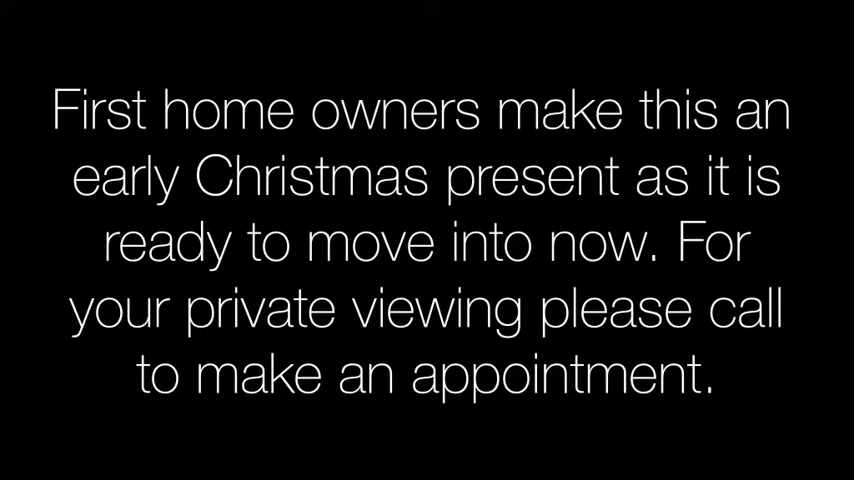 First home owners make this an
early Christmas present as it is
ready to move into now. For
your private viewing please call
to make an appointment.